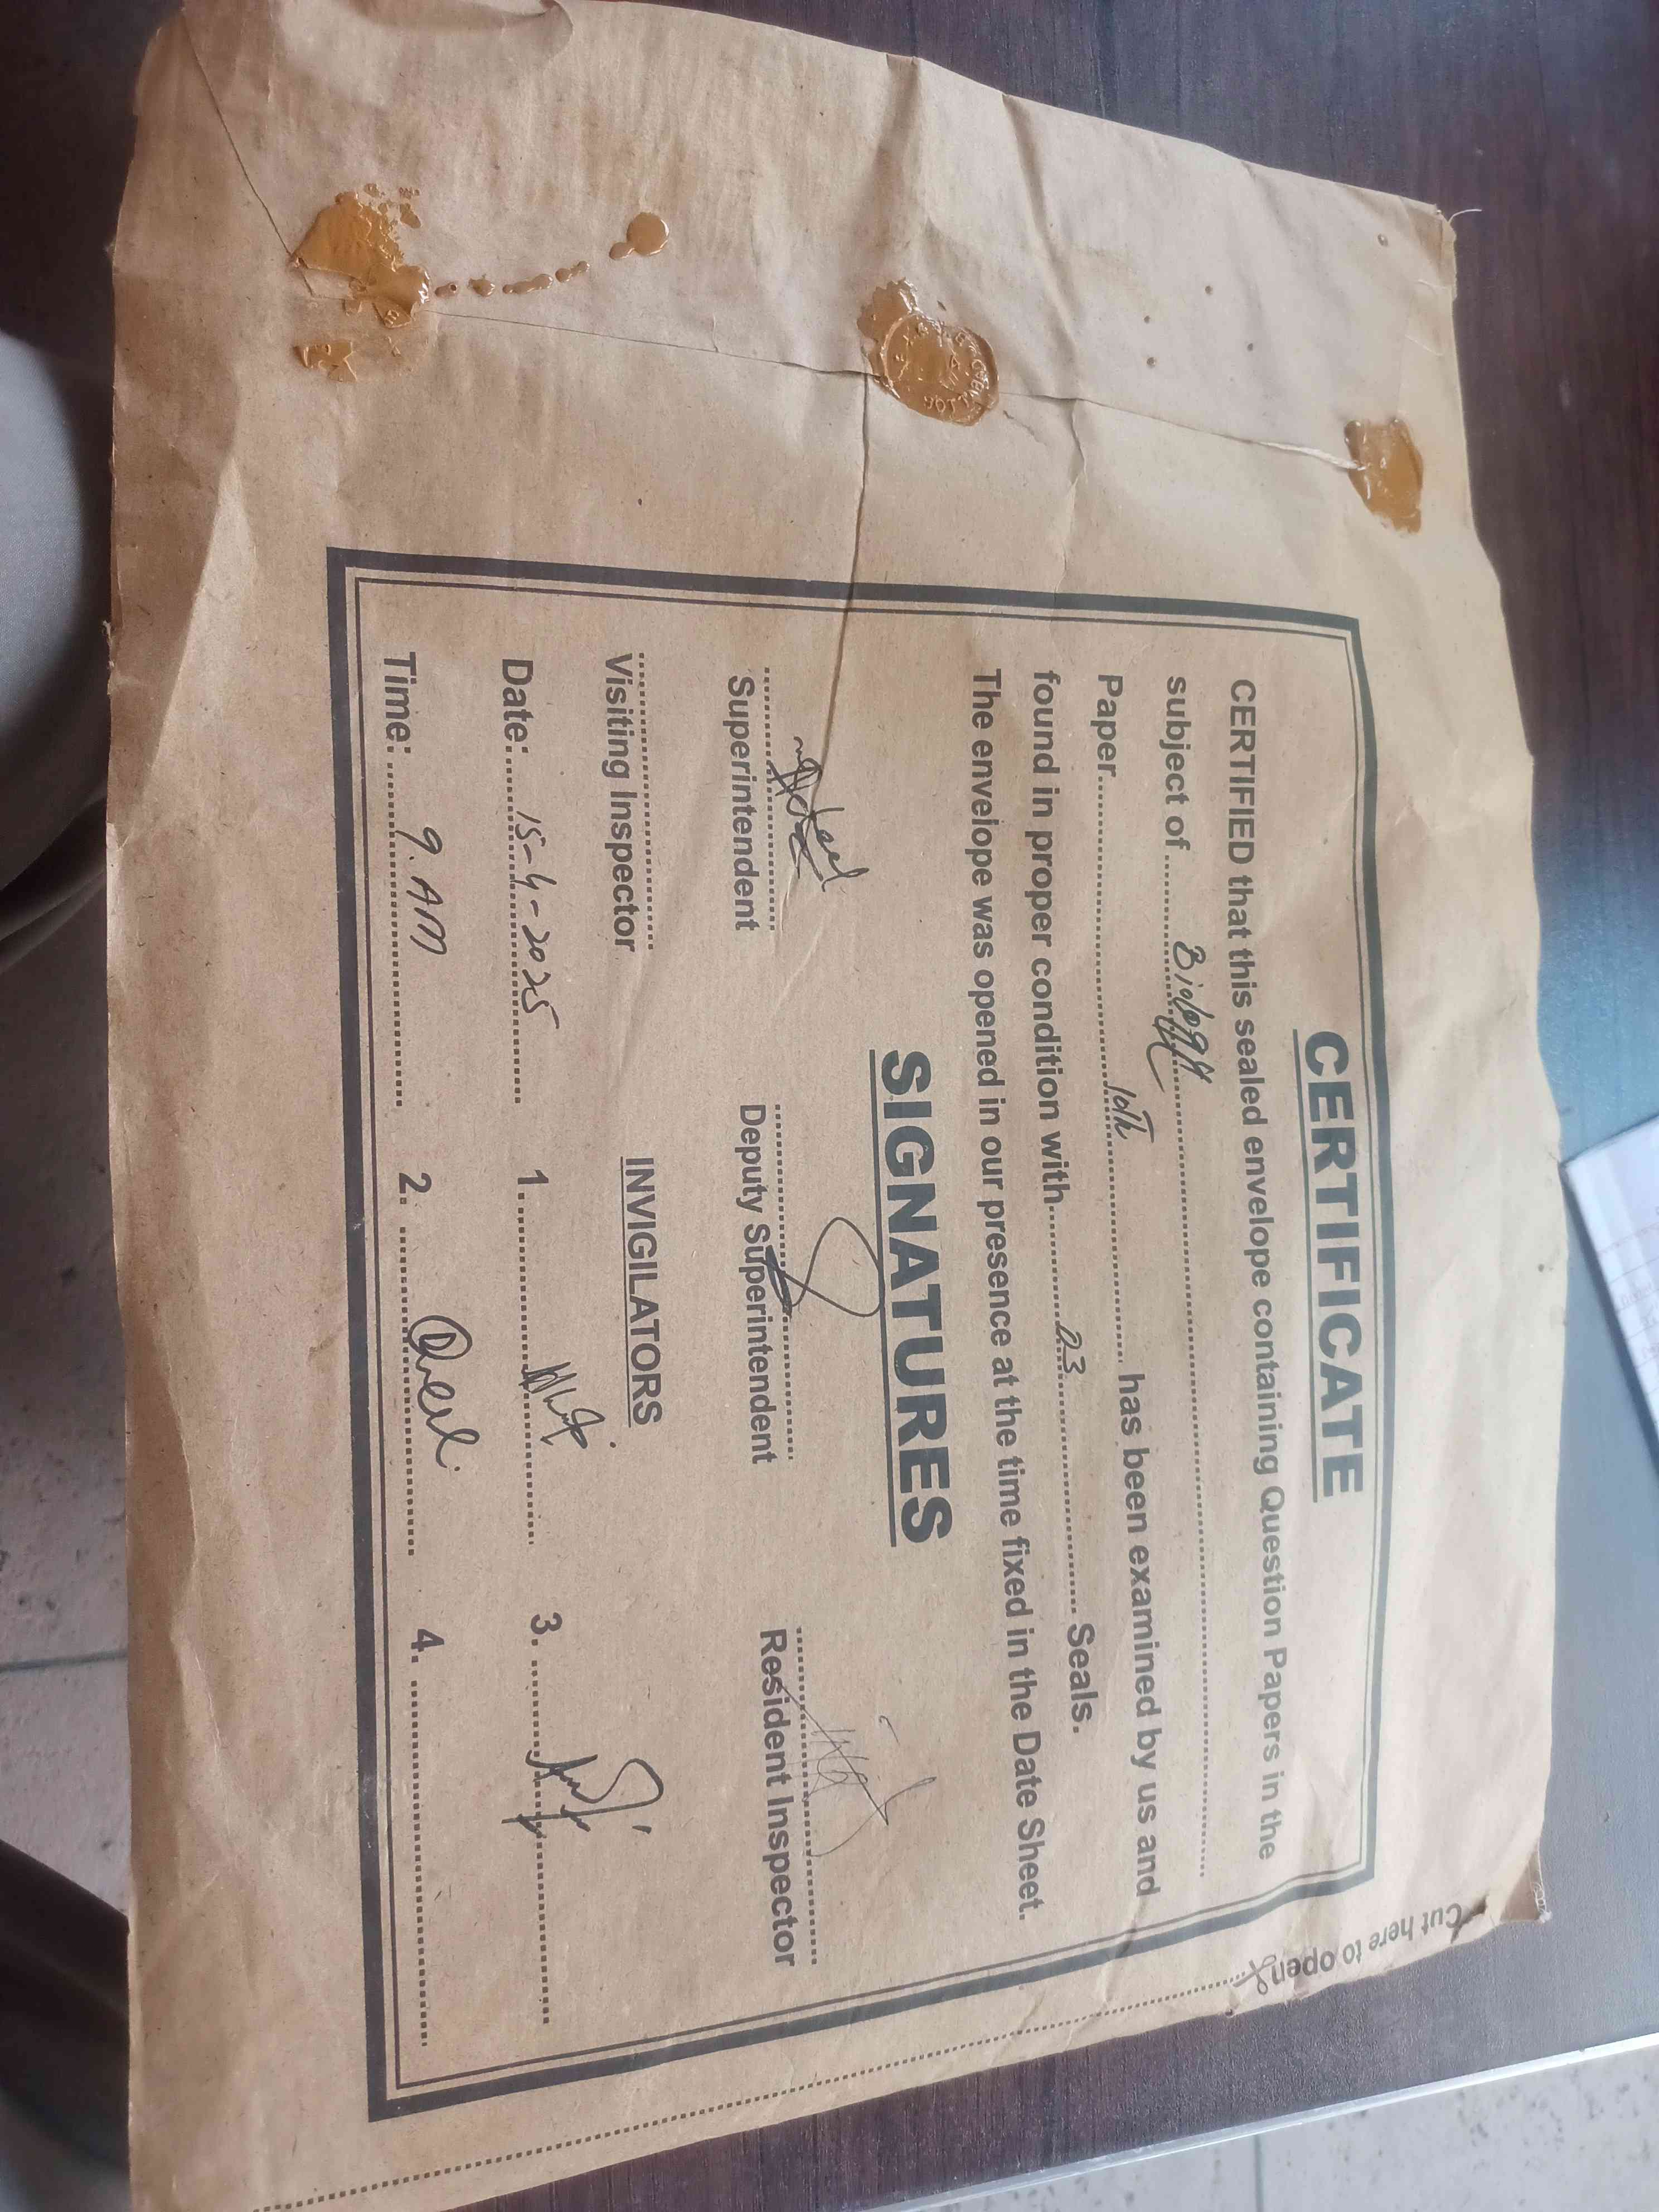 CERTIFICATE
CERTIFIED that this sealed envelope containing Question Papers in the
subject of.......... Biology ..........
Paper.......... 10th .......... has been examined by us and
found in proper condition with.......... 03 .......... Seals.
The envelope was opened in our presence at the time fixed in the Date Sheet.
SIGNATURES
Superintendent Deputy Superintendent Resident Inspector
Visiting Inspector INVIGILATORS
Date: 15-4-2025 1. 3.
Time: 9. AM 2. 4.
Cut here to open